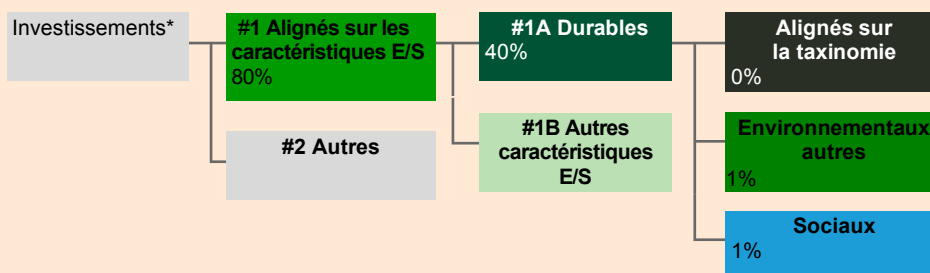 Investissements*
#1 Alignés sur les
caractéristiques E/S
80%
#2 Autres
#1A Durables
40%
#1B Autres
caractéristiques
E/S
Alignés sur
la taxinomie
0%
Environnementaux
autres
1%
Sociaux
1%